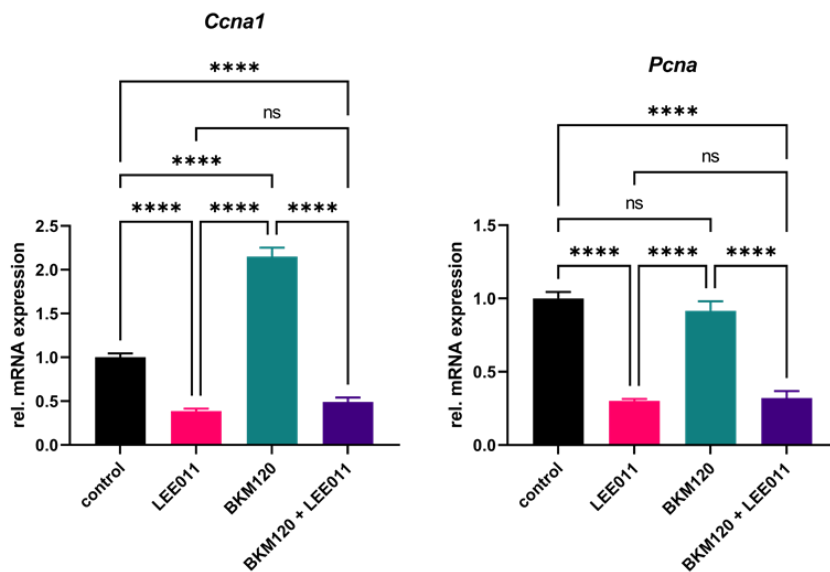 Ccna1
****
ns
****
**** **** ****
rel. mRNA expression
2.5
2.0
1.5
1.0
0.5
0.0
control
LEE011
BKM120
BKM120 + LEE011
Pcna
****
ns
ns
**** **** ****
rel. mRNA expression
1.5
1.0
0.5
0.0
control
LEE011
BKM120
BKM120 + LEE011